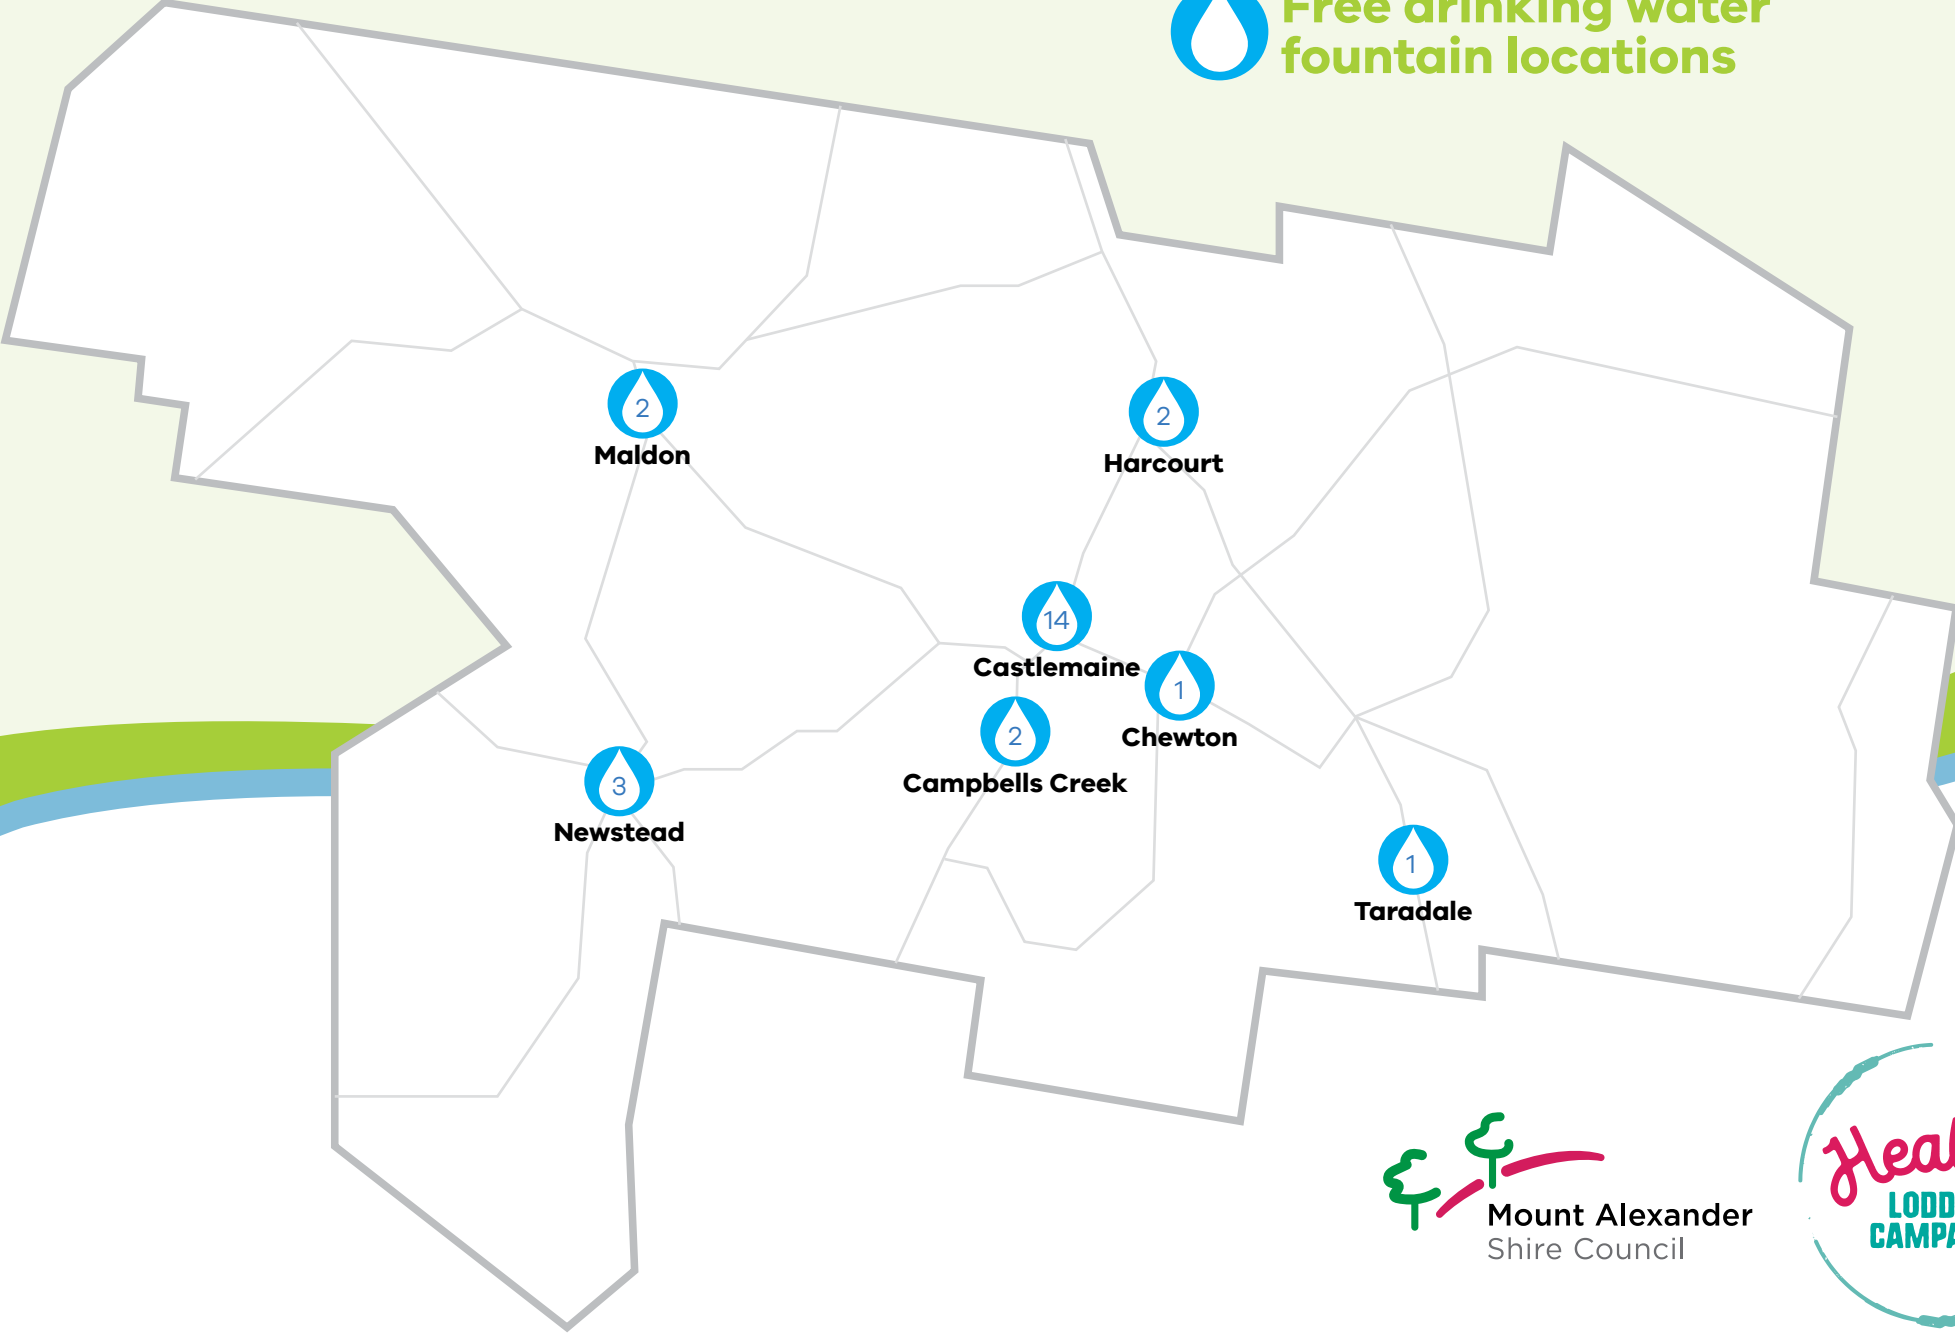 Free drinking water
fountain locations
2
Maldon
2
Harcourt
14
Castlemaine
1
Chewton
2
Campbells Creek
3
Newstead
1
Taradale
Mount Alexander
Shire Council